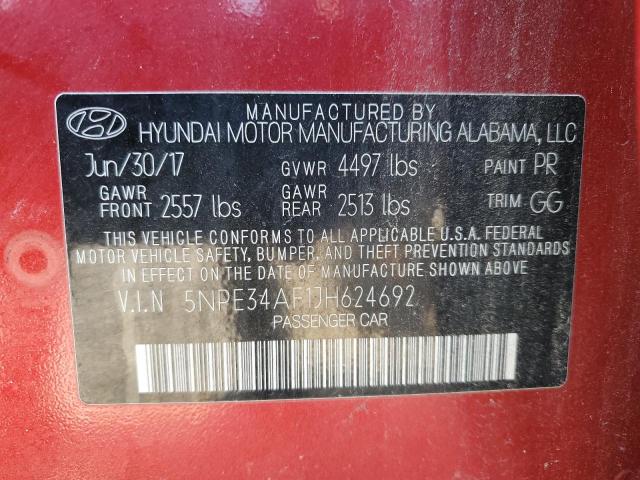 MANUFACTURED BY
HYUNDAI MOTOR MANUFACTURING ALABAMA, LLC
Jun/30/17 GVWR 4497 lbs PAINT PR
GAWR FRONT 2557 lbs GAWR REAR 2513 lbs TRIM GG
THIS VEHICLE CONFORMS TO ALL APPLICABLE U.S.A. FEDERAL
MOTOR VEHICLE SAFETY, BUMPER, AND THEFT PREVENTION STANDARDS
IN EFFECT ON THE DATE OF MANUFACTURE SHOWN ABOVE.
V.I.N 5NPE34AF1JH624692
PASSENGER CAR